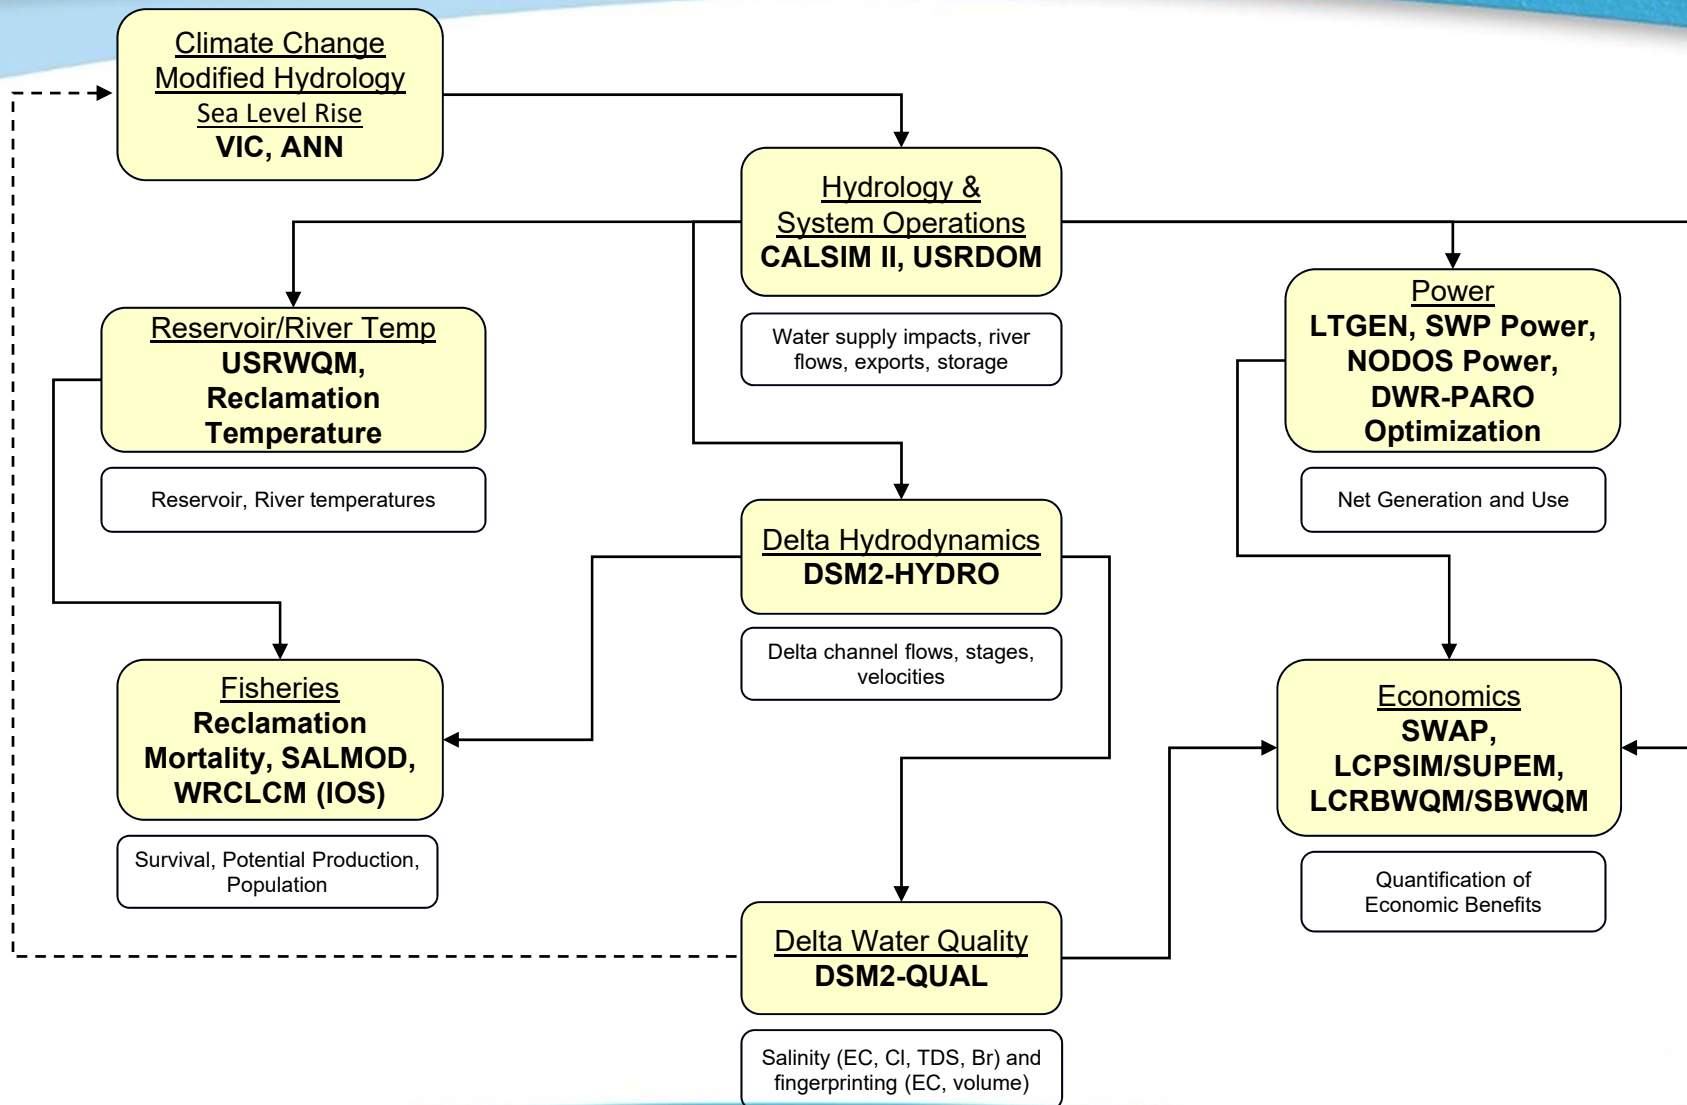 Climate Change
Modified Hydrology
Sea Level Rise
VIC, ANN
Hydrology &
System Operations
CALSIM II, USRDOM
Water supply impacts, river
flows, exports, storage
Reservoir/River Temp
USRWQM,
Reclamation
Temperature
Reservoir, River temperatures
Power
LTGEN, SWP Power,
NODOS Power,
DWR-PARO
Optimization
Net Generation and Use
Delta Hydrodynamics
DSM2-HYDRO
Delta channel flows, stages,
velocities
Fisheries
Reclamation
Mortality, SALMOD,
WRCLCM (IOS)
Survival, Potential Production,
Population
Economics
SWAP,
LCPSIM/SUPEM,
LCRBWQM/SBWQM
Quantification of
Economic Benefits
Delta Water Quality
DSM2-QUAL
Salinity (EC, Cl, TDS, Br) and
fingerprinting (EC, volume)